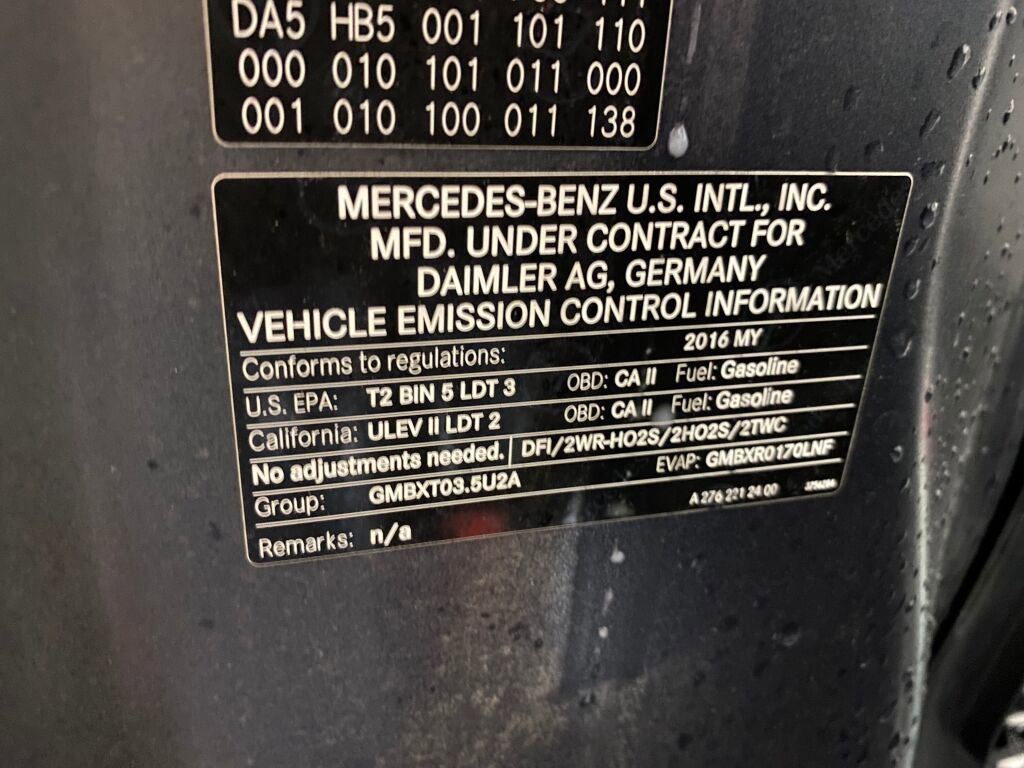 DA5 HB5 001 101 110
000 010 101 011 000
001 010 100 011 138
MERCEDES-BENZ U.S. INTL., INC.
MFD. UNDER CONTRACT FOR
DAIMLER AG, GERMANY
VEHICLE EMISSION CONTROL INFORMATION
Conforms to regulations: 2016 MY
U.S. EPA: T2 BIN 5 LDT 3 OBD: CA II Fuel: Gasoline
California: ULEV II LDT 2 OBD: CA II Fuel: Gasoline
No adjustments needed. DFI/2WR-HO2S/2HO2S/2TWC
Group: GMBXT03.5U2A EVAP: GMBXR0170LNF
A 276 221 24 00
Remarks: n/a